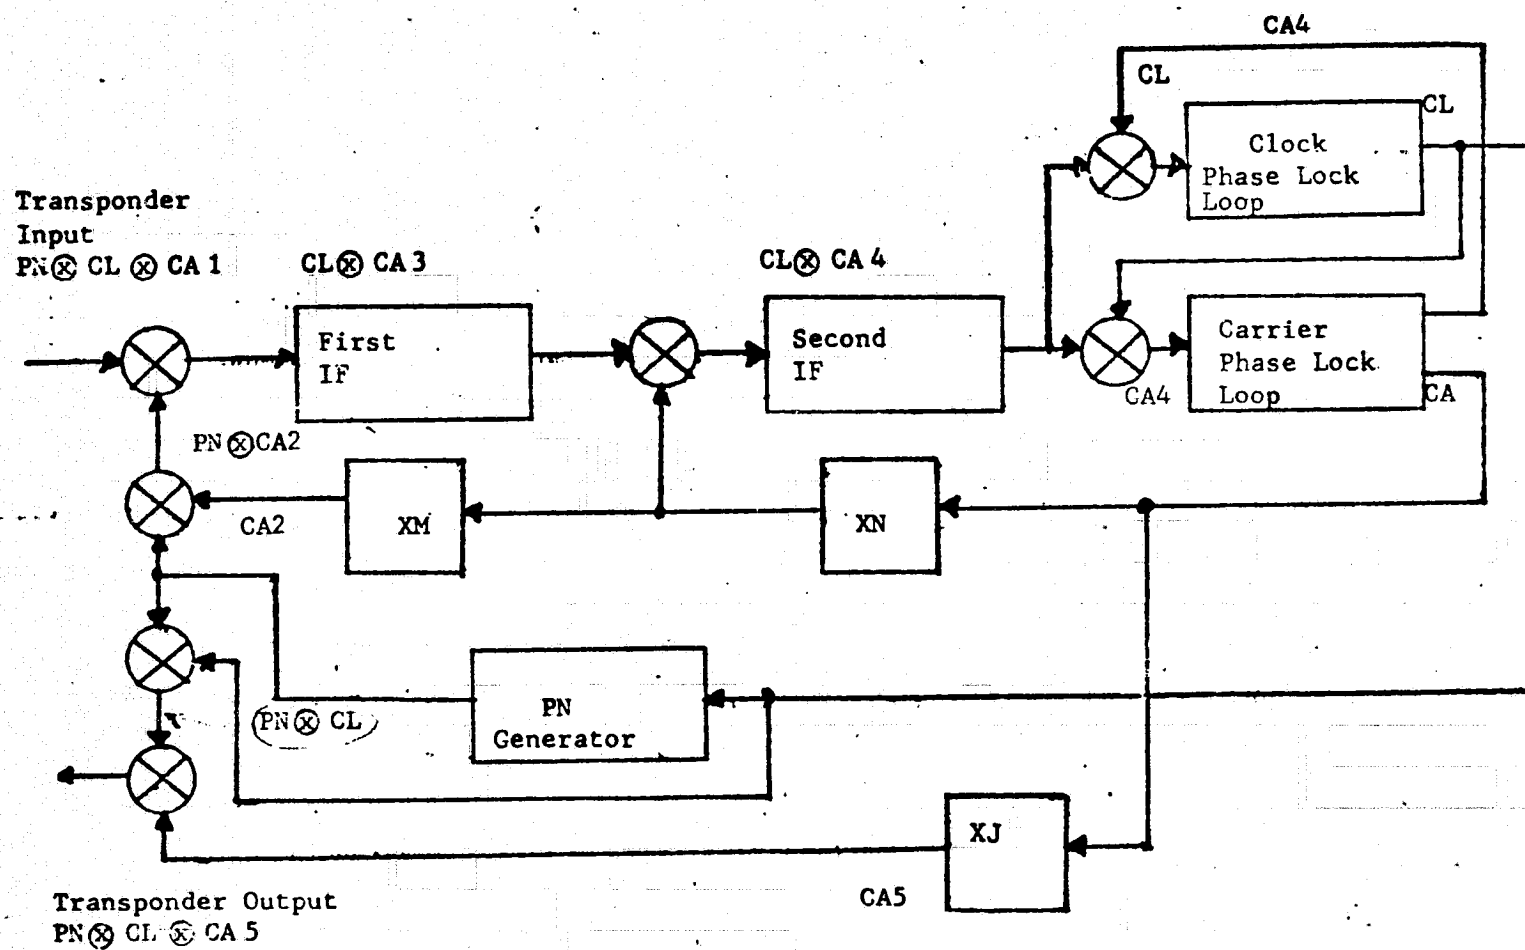 CA4
CL
CL
Clock
Phase Lock
Loop
Transponder
Input
PN⊗ CL ⊗ CA 1
CL⊗ CA 3
CL⊗ CA 4
First
IF
Second
IF
Carrier
Phase Lock
Loop
CA4
CA
PN⊗CA2
CA2
XM
XN
PN
Generator
(PN⊗ CL)
XJ
CA5
Transponder Output
PN⊗ CL ⊗ CA 5